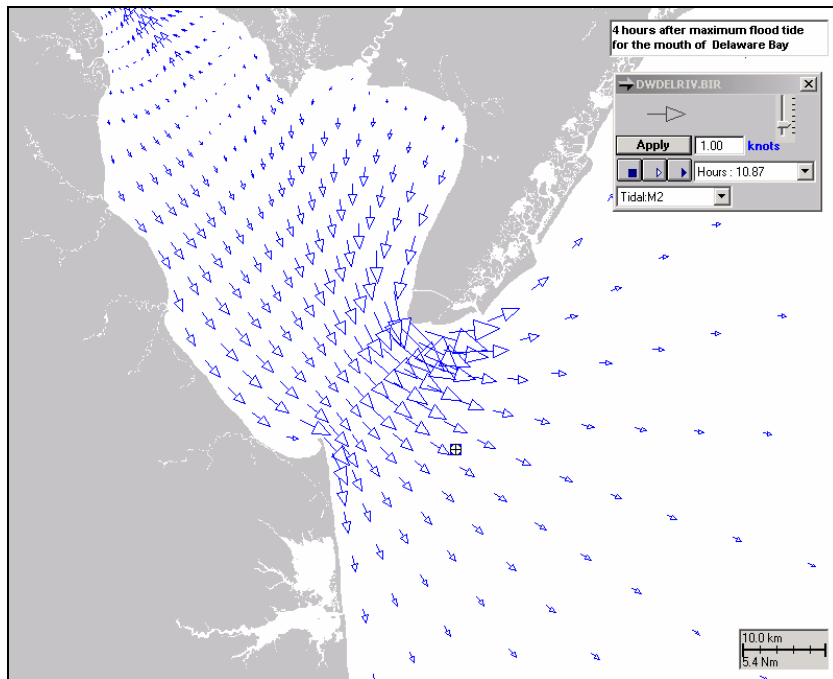 4 hours after maximum flood tide
for the mouth of Delaware Bay
DWDELRIV.BIR
Apply 1.00 knots
Hours : 10.87
Tidal:M2
10.0 km
5.4 Nm